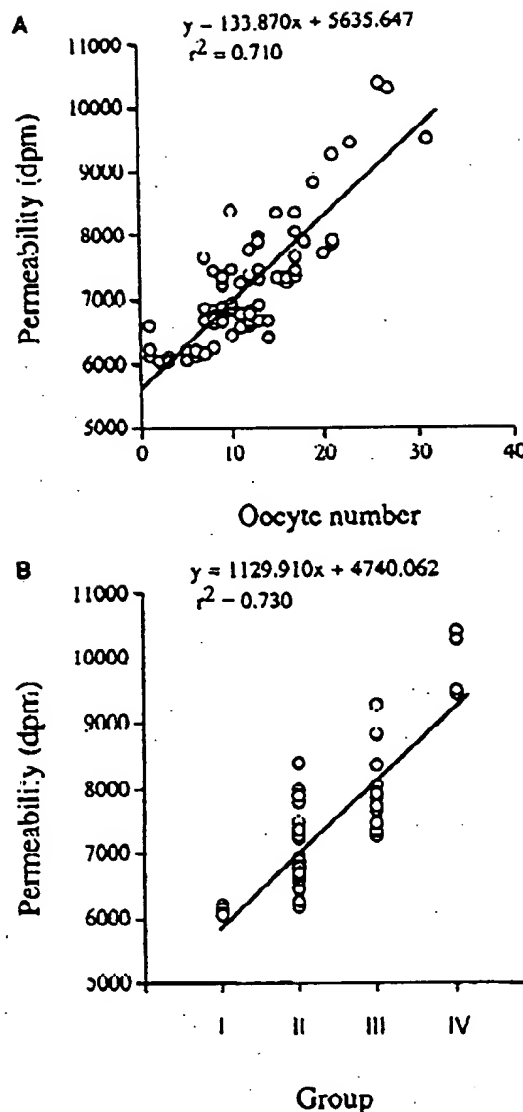 A
y – 133.870x + 5635.647
r2 = 0.710
11000
10000
9000
8000
7000
6000
5000
Permeability (dpm)
0
10
20
30
40
Oocyte number
B
y = 1129.910x + 4740.062
r2 – 0.730
11000
10000
9000
8000
7000
6000
5000
Permeability (dpm)
I
II
III
IV
Group